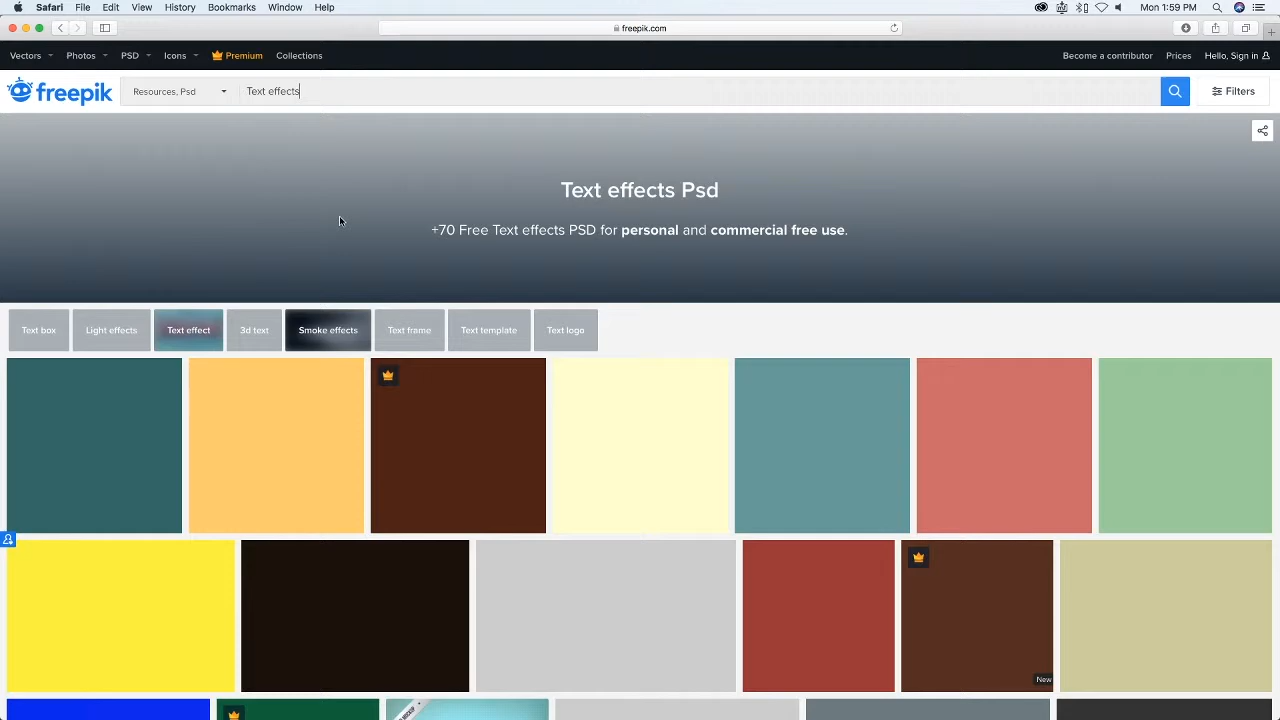 Safari File Edit View History Bookmarks Window Help Mon 1:59 PM
freepik.com
Vectors Photos PSD Icons Premium Collections Become a contributor Prices Hello, Sign in
freepik Resources, Psd Text effects Filters
Text effects Psd
+70 Free Text effects PSD for personal and commercial free use.
Text box Light effects Text effect 3d text Smoke effects Text frame Text template Text logo
New